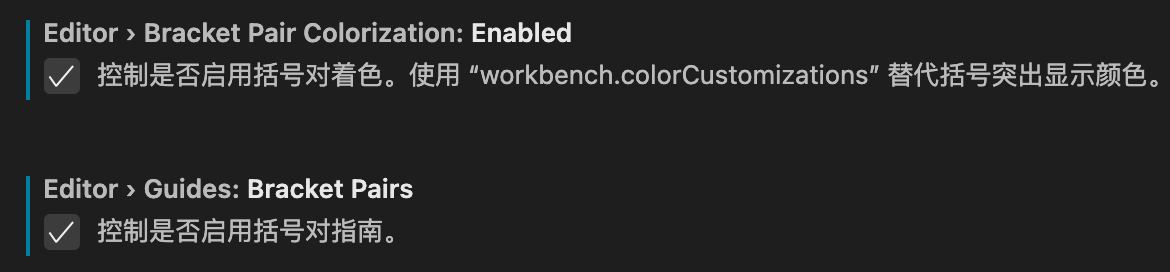 Editor › Bracket Pair Colorization: Enabled
控制是否启用括号对着色。使用 “workbench.colorCustomizations” 替代括号突出显示颜色。
Editor › Guides: Bracket Pairs
控制是否启用括号对指南。